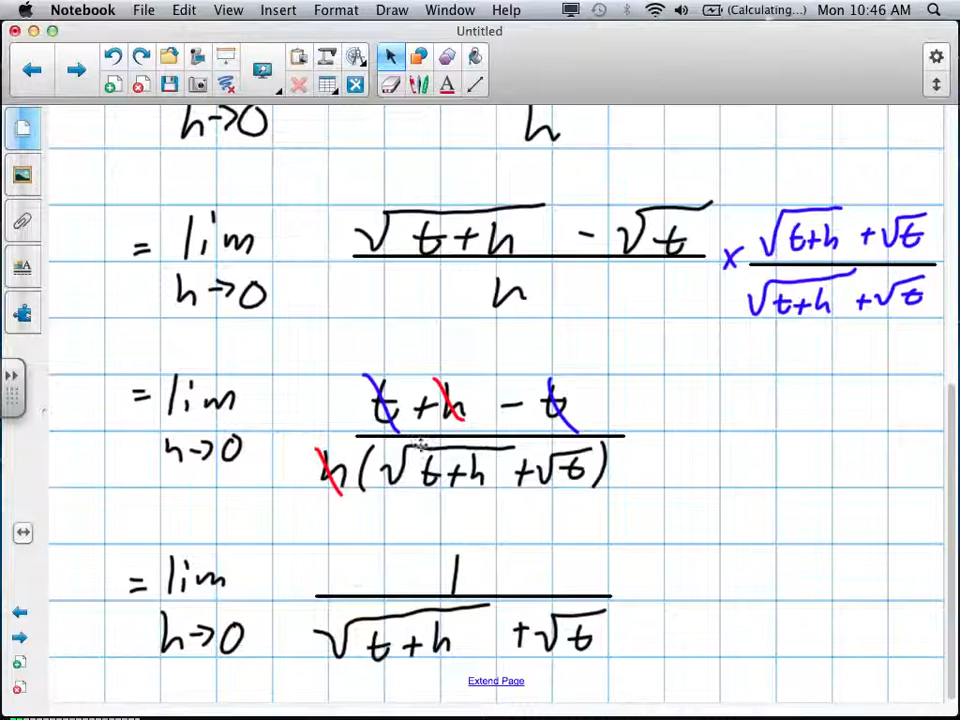 Notebook File Edit View Insert Format Draw Window Help (Calculating...) Mon 10:46 AM
Untitled
h→0 h
= lim √(t+h) - √t × √(t+h) + √t
h→0 h √(t+h) + √t
= lim t + h - t
h→0 h(√(t+h) + √t)
= lim 1
h→0 √(t+h) + √t
Extend Page